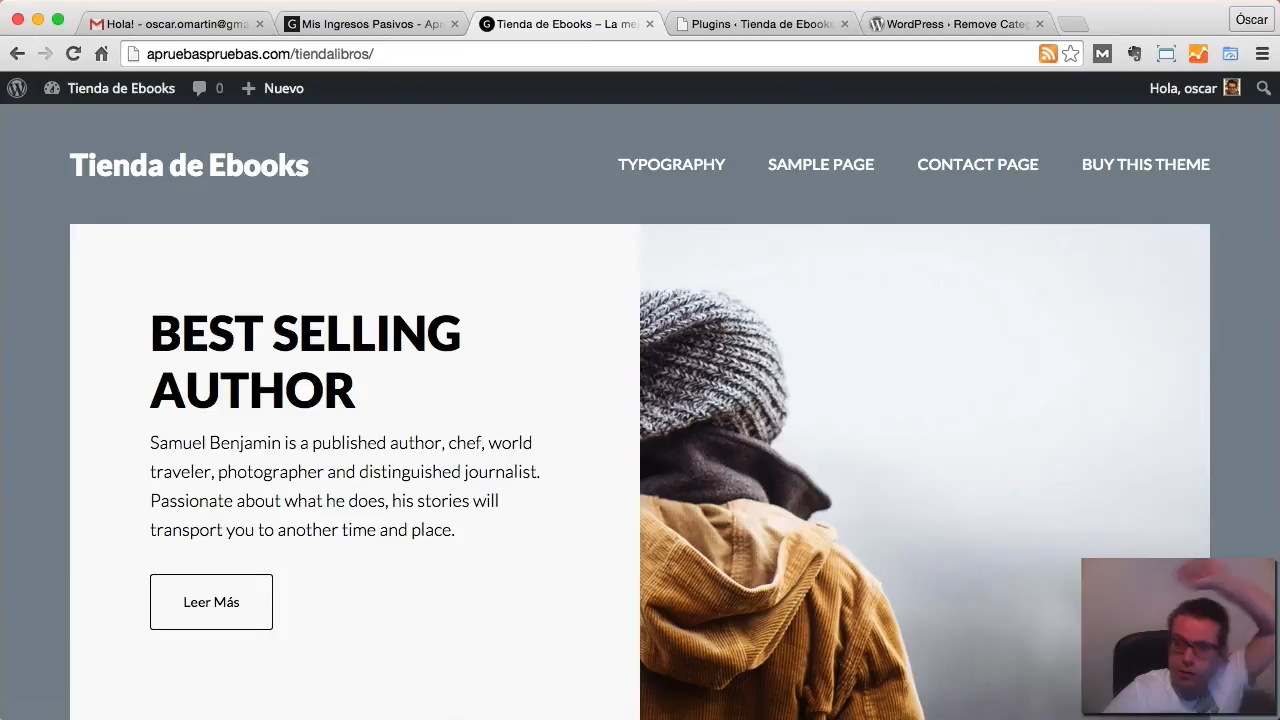 Hola! - oscar.omartin@gma
Mis Ingresos Pasivos - Apr
Tienda de Ebooks – La mej
Plugins ‹ Tienda de Ebooks
WordPress › Remove Categ
Óscar
apruebaspruebas.com/tiendalibros/
Tienda de Ebooks
0
Nuevo
Hola, oscar
Tienda de Ebooks
TYPOGRAPHY
SAMPLE PAGE
CONTACT PAGE
BUY THIS THEME
BEST SELLING
AUTHOR
Samuel Benjamin is a published author, chef, world
traveler, photographer and distinguished journalist.
Passionate about what he does, his stories will
transport you to another time and place.
Leer Más